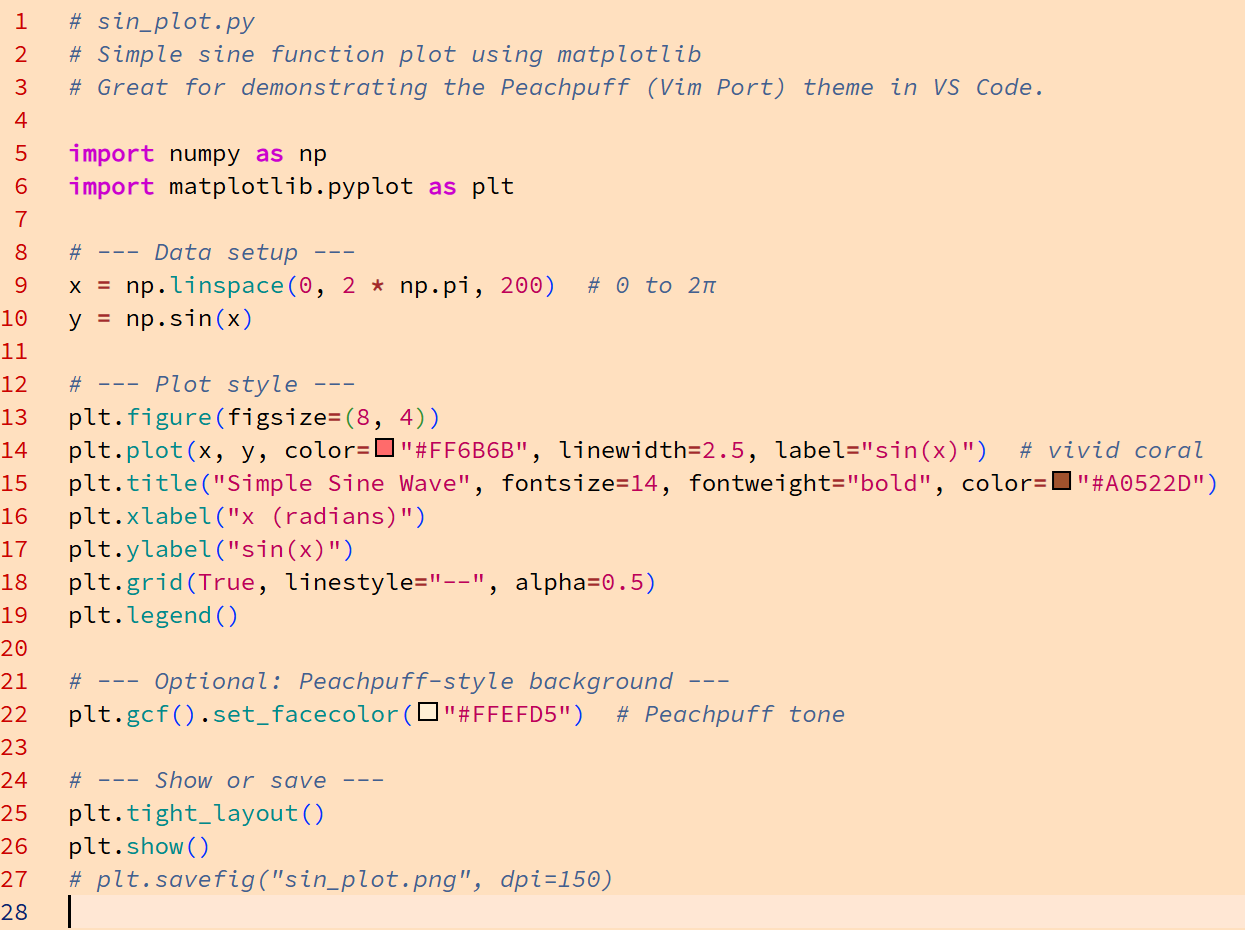 1 # sin_plot.py
2 # Simple sine function plot using matplotlib
3 # Great for demonstrating the Peachpuff (Vim Port) theme in VS Code.
4
5 import numpy as np
6 import matplotlib.pyplot as plt
7
8 # --- Data setup ---
9 x = np.linspace(0, 2 * np.pi, 200)  # 0 to 2π
10 y = np.sin(x)
11
12 # --- Plot style ---
13 plt.figure(figsize=(8, 4))
14 plt.plot(x, y, color="#FF6B6B", linewidth=2.5, label="sin(x)")  # vivid coral
15 plt.title("Simple Sine Wave", fontsize=14, fontweight="bold", color="#A0522D")
16 plt.xlabel("x (radians)")
17 plt.ylabel("sin(x)")
18 plt.grid(True, linestyle="--", alpha=0.5)
19 plt.legend()
20
21 # --- Optional: Peachpuff-style background ---
22 plt.gcf().set_facecolor("#FFEFD5")  # Peachpuff tone
23
24 # --- Show or save ---
25 plt.tight_layout()
26 plt.show()
27 # plt.savefig("sin_plot.png", dpi=150)
28